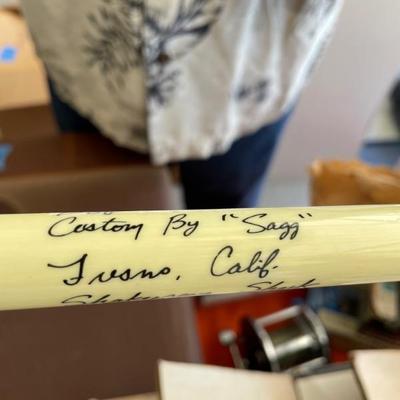 Custom By "Sagg"
Fresno, Calif.